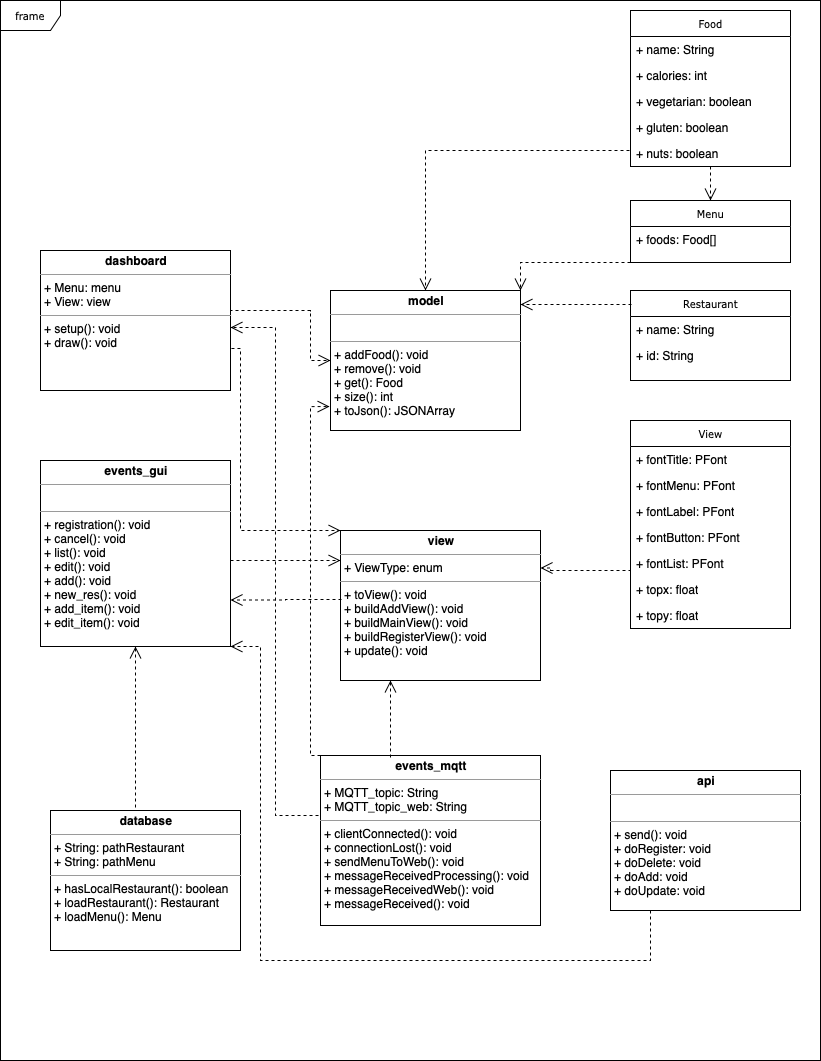 frame
Food
+ name: String
+ calories: int
+ vegetarian: boolean
+ gluten: boolean
+ nuts: boolean
Menu
+ foods: Food[]
dashboard
+ Menu: menu
+ View: view
+ setup(): void
+ draw(): void
model
+ addFood(): void
+ remove(): void
+ get(): Food
+ size(): int
+ toJson(): JSONArray
Restaurant
+ name: String
+ id: String
View
+ fontTitle: PFont
+ fontMenu: PFont
+ fontLabel: PFont
+ fontButton: PFont
+ fontList: PFont
+ topx: float
+ topy: float
events_gui
+ registration(): void
+ cancel(): void
+ list(): void
+ edit(): void
+ add(): void
+ new_res(): void
+ add_item(): void
+ edit_item(): void
view
+ ViewType: enum
+ toView(): void
+ buildAddView(): void
+ buildMainView(): void
+ buildRegisterView(): void
+ update(): void
events_mqtt
+ MQTT_topic: String
+ MQTT_topic_web: String
+ clientConnected(): void
+ connectionLost(): void
+ sendMenuToWeb(): void
+ messageReceivedProcessing(): void
+ messageReceivedWeb(): void
+ messageReceived(): void
api
+ send(): void
+ doRegister(): void
+ doDelete(): void
+ doAdd(): void
+ doUpdate(): void
database
+ String: pathRestaurant
+ String: pathMenu
+ hasLocalRestaurant(): boolean
+ loadRestaurant(): Restaurant
+ loadMenu(): Menu